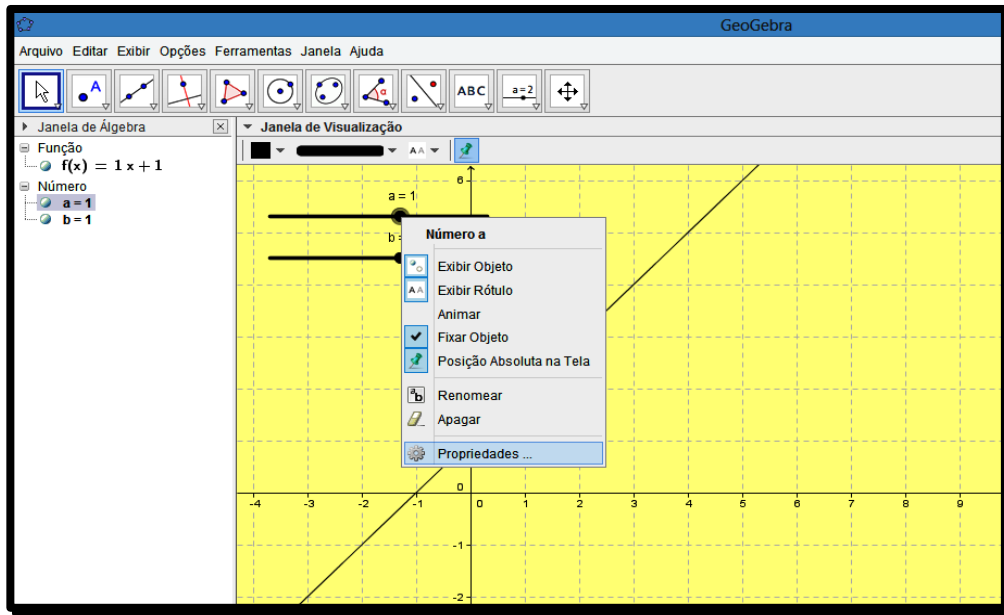 GeoGebra
Arquivo Editar Exibir Opções Ferramentas Janela Ajuda
A α ABC a=2
Janela de Álgebra
Janela de Visualização
Função
f(x) = 1 x + 1
Número
a = 1
b = 1
A A
6
a = 1
b
Número a
Exibir Objeto
A A Exibir Rótulo
Animar
Fixar Objeto
Posição Absoluta na Tela
ab Renomear
Apagar
Propriedades ...
0
-4 -3 -2 -1 0 1 2 3 4 5 6 7 8 9
-1
-2